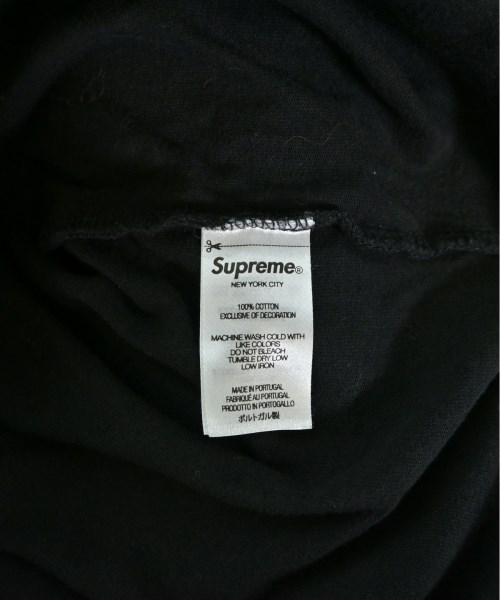 Supreme®
NEW YORK CITY
100% COTTON
EXCLUSIVE OF DECORATION
MACHINE WASH COLD WITH
LIKE COLORS
DO NOT BLEACH
TUMBLE DRY LOW
LOW IRON
MADE IN PORTUGAL
FABRIQUÉ AU PORTUGAL
PRODOTTO IN PORTOGALLO
ポルトガル製